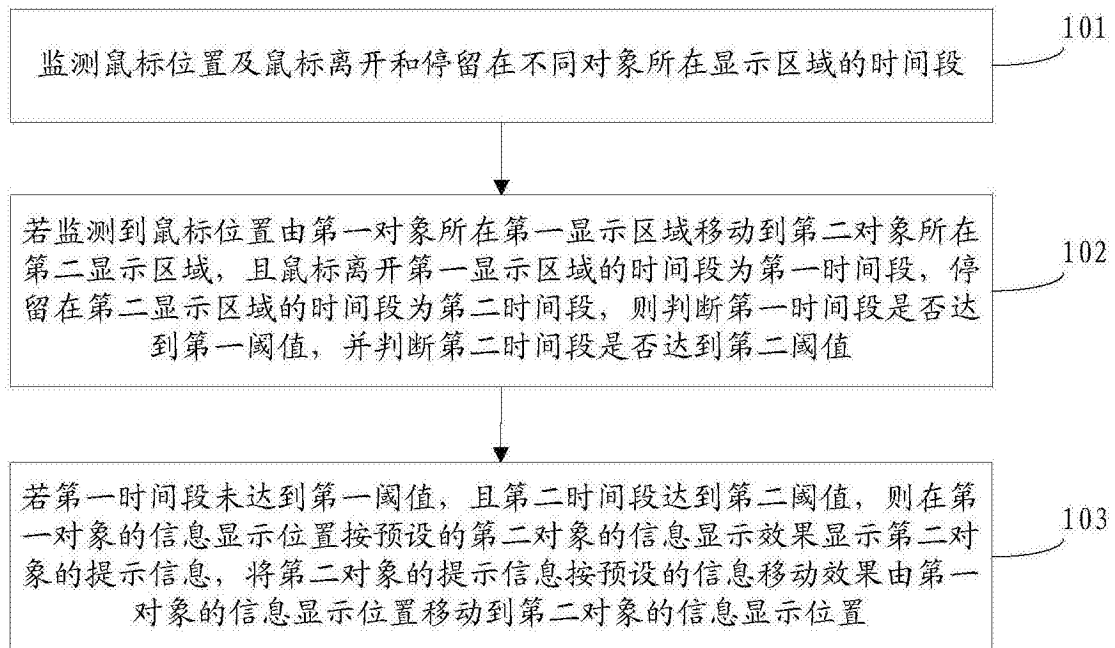 监测鼠标位置及鼠标离开和停留在不同对象所在显示区域的时间段
101
若监测到鼠标位置由第一对象所在第一显示区域移动到第二对象所在
第二显示区域，且鼠标离开第一显示区域的时间段为第一时间段，停
留在第二显示区域的时间段为第二时间段，则判断第一时间段是否达
到第一阈值，并判断第二时间段是否达到第二阈值
102
若第一时间段未达到第一阈值，且第二时间段达到第二阈值，则在第
一对象的信息显示位置按预设的第二对象的信息显示效果显示第二对
象的提示信息，将第二对象的提示信息按预设的信息移动效果由第一
对象的信息显示位置移动到第二对象的信息显示位置
103